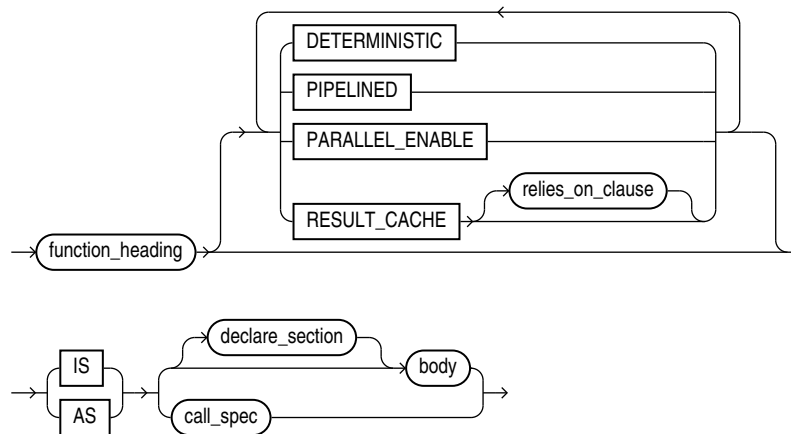 DETERMINISTIC
PIPELINED
PARALLEL_ENABLE
relies_on_clause
RESULT_CACHE
function_heading
declare_section
IS
body
AS
call_spec